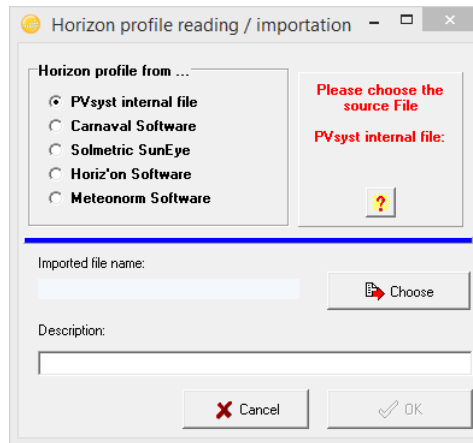 Horizon profile reading / importation
Horizon profile from ...
PVsyst internal file
Carnaval Software
Solmetric SunEye
Horiz'on Software
Meteonorm Software
Please choose the
source File
PVsyst internal file:
?
Imported file name:
Choose
Description:
Cancel
OK